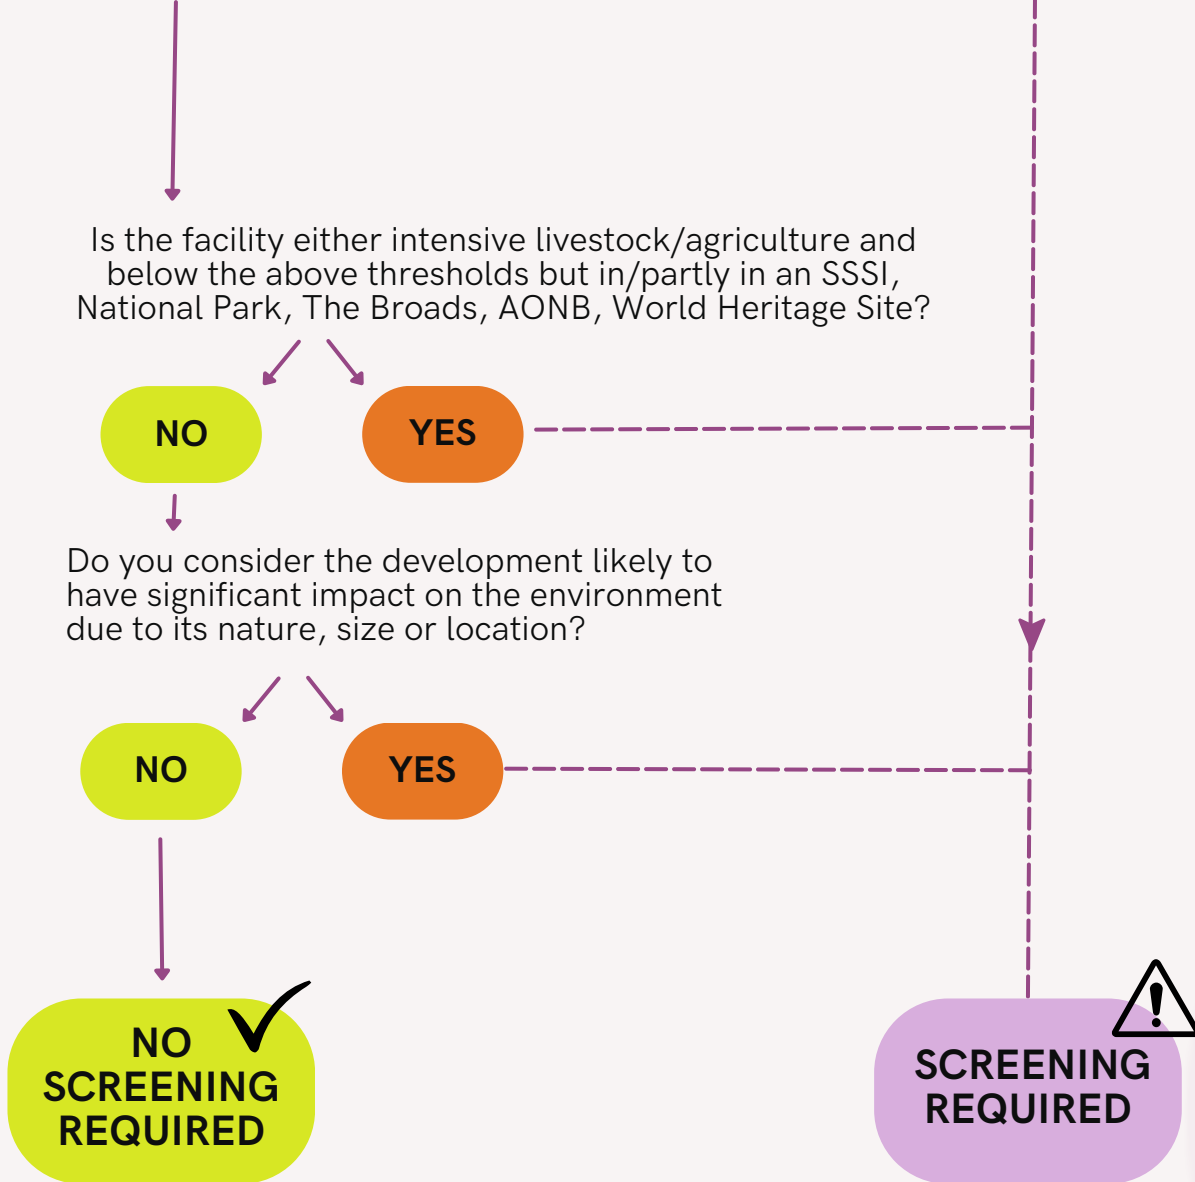 Is the facility either intensive livestock/agriculture and
below the above thresholds but in/partly in an SSSI,
National Park, The Broads, AONB, World Heritage Site?
NO
YES
Do you consider the development likely to
have significant impact on the environment
due to its nature, size or location?
NO
YES
NO
SCREENING
REQUIRED
SCREENING
REQUIRED